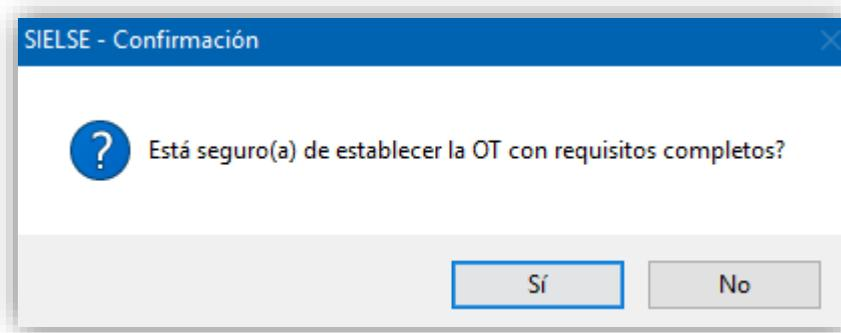 SIELSE - Confirmación
Está seguro(a) de establecer la OT con requisitos completos?
Sí
No